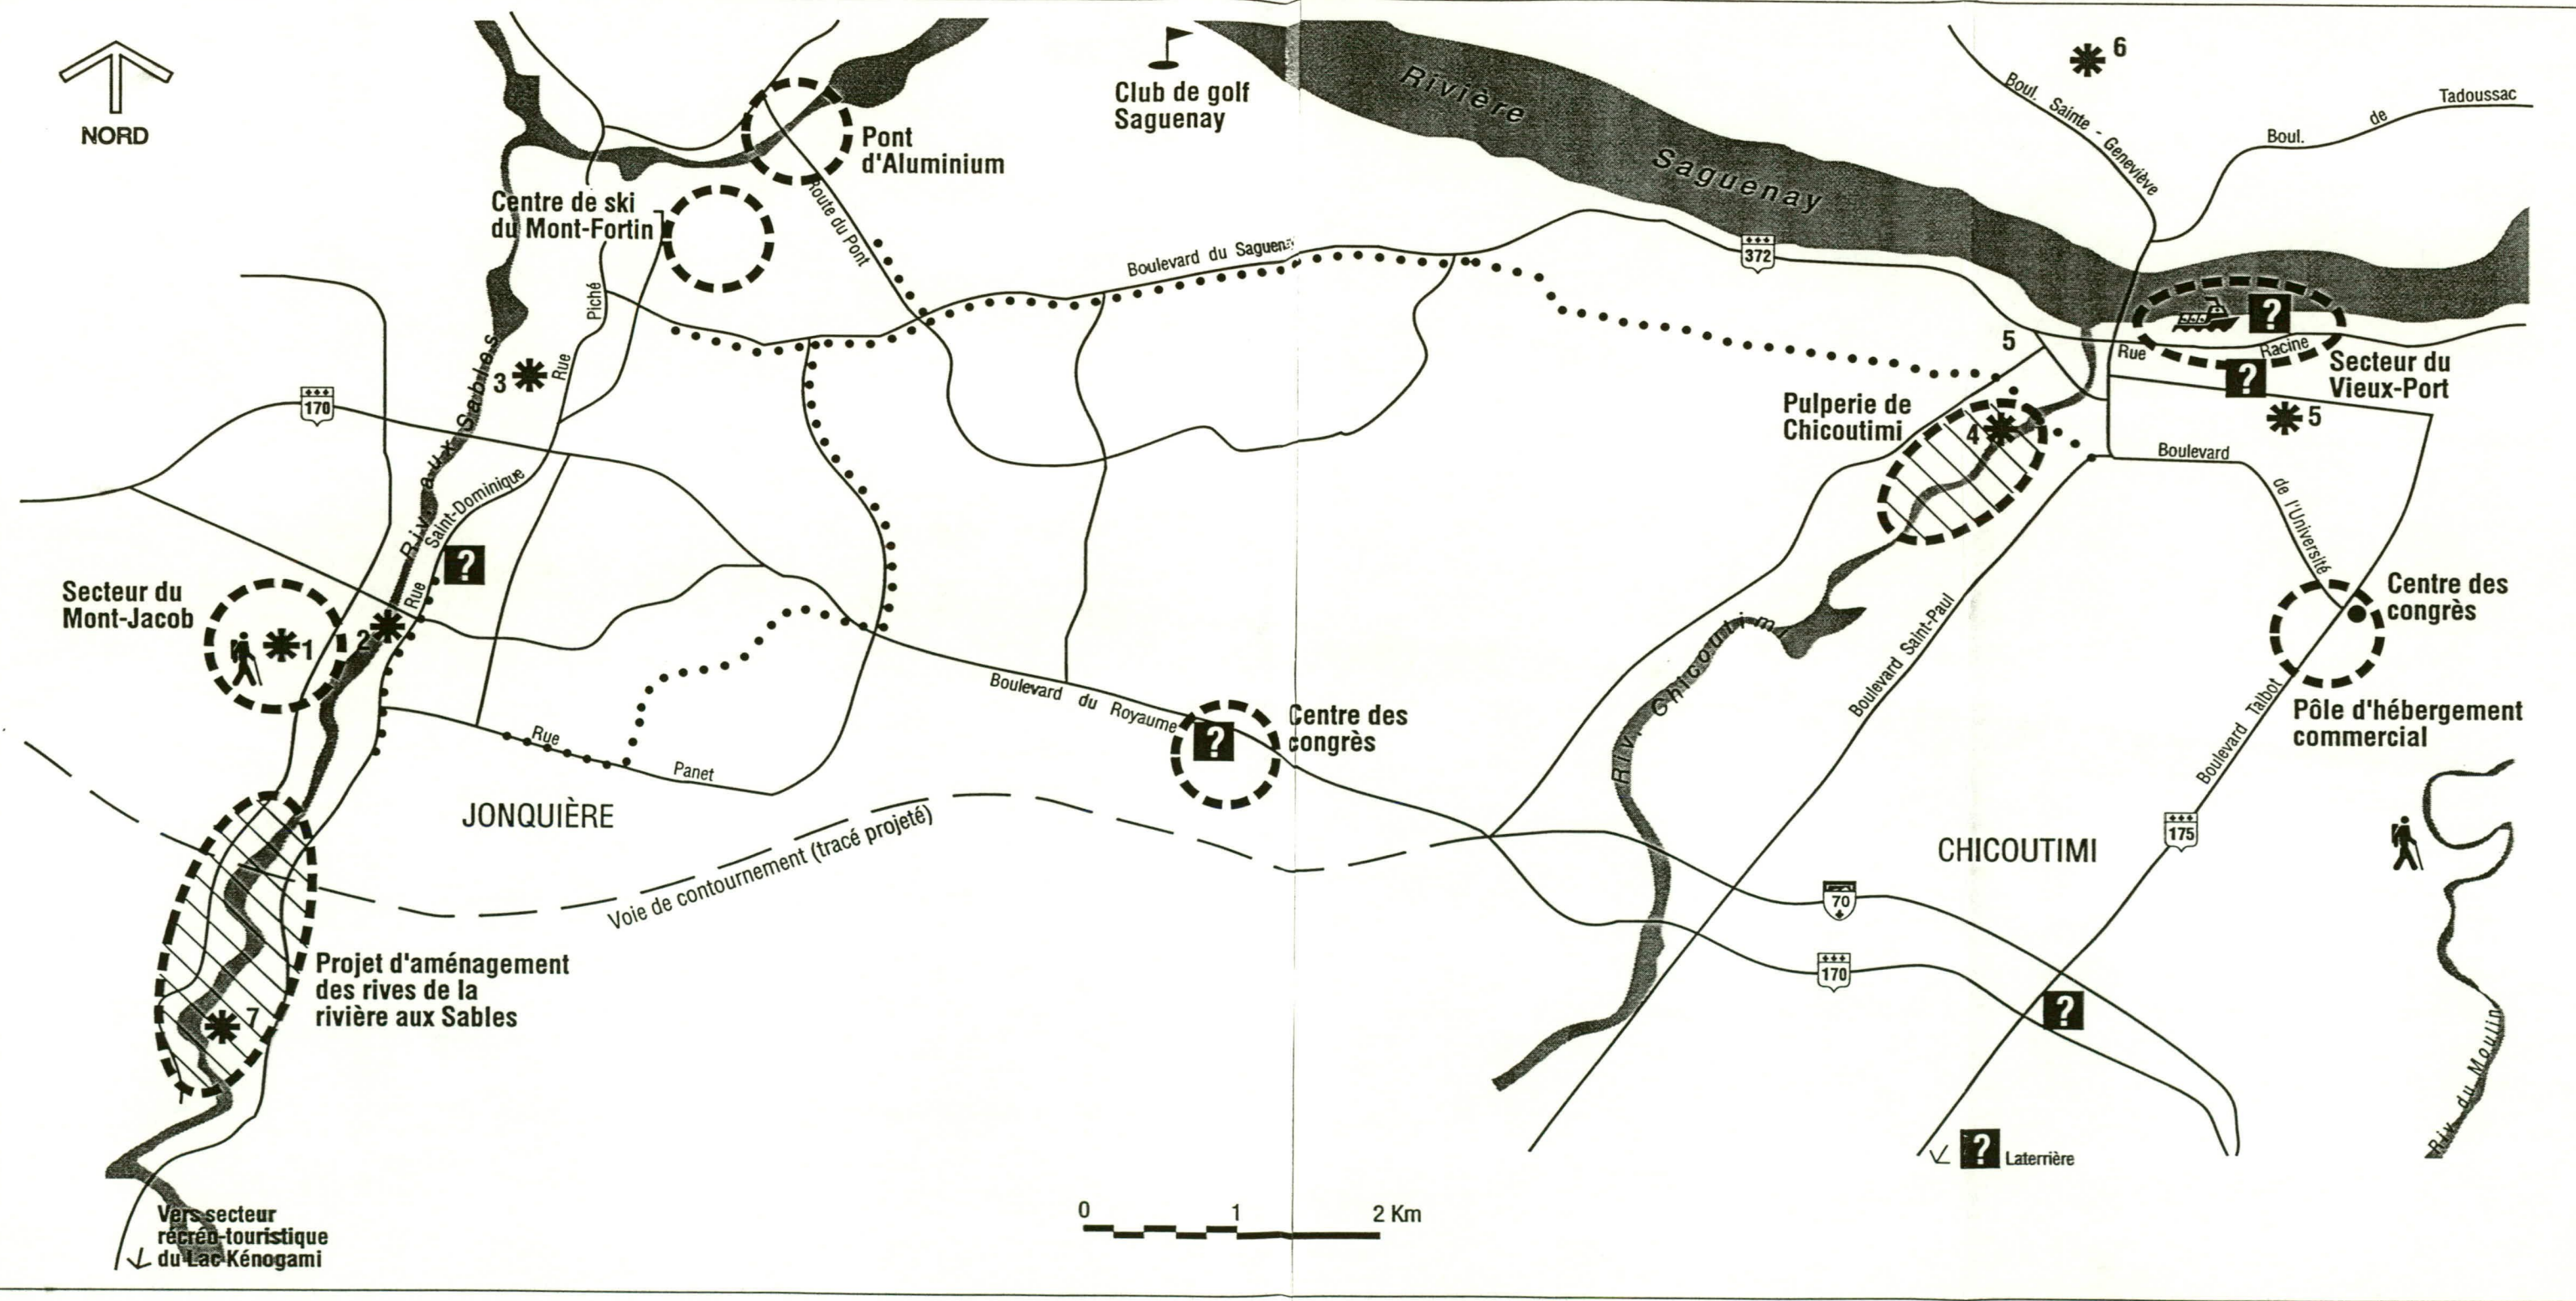 NORD
Club de golf
Saguenay
Rivière
Saguenay
6
Boul. Sainte - Geneviève
Boul. de Tadoussac
Pont
d'Aluminium
Centre de ski
du Mont-Fortin
Route du Pont
Boulevard du Saguen
372
Piché
Rue
3
Riv. aux Sables
170
Saint-Dominique
Rue
?
Secteur du
Mont-Jacob
1
2
5
?
Rue Racine
?
Secteur du
Vieux-Port
5
Pulperie de
Chicoutimi
4
Boulevard
de l'Université
Centre des
congrès
Pôle d'hébergement
commercial
Boulevard Talbot
175
Boulevard Saint-Paul
Riv. Chicoutimi
Boulevard du Royaume
?
Centre des
congrès
Rue Panet
JONQUIÈRE
Voie de contournement (tracé projeté)
CHICOUTIMI
70
170
?
Riv. du Moulin
Projet d'aménagement
des rives de la
rivière aux Sables
7
?
Laterrière
0 1 2 Km
Vers secteur
récréo-touristique
du Lac Kénogami